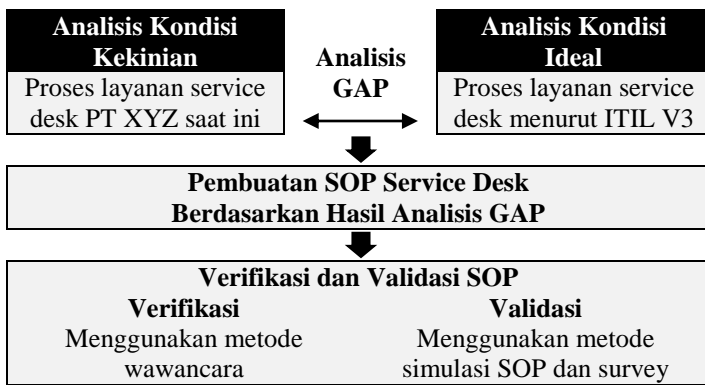 Analisis Kondisi
Kekinian
Proses layanan service
desk PT XYZ saat ini
Analisis
GAP
Analisis Kondisi
Ideal
Proses layanan service
desk menurut ITIL V3
Pembuatan SOP Service Desk
Berdasarkan Hasil Analisis GAP
Verifikasi dan Validasi SOP
Verifikasi
Menggunakan metode
wawancara
Validasi
Menggunakan metode
simulasi SOP dan survey